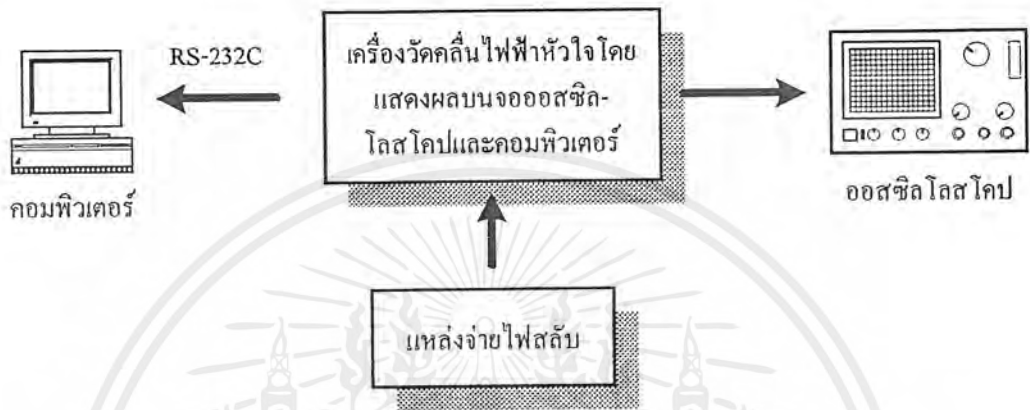 RS-232C
เครื่องวัดคลื่นไฟฟ้าหัวใจโดย
แสดงผลบนจอออสซิล-
โลสโคปและคอมพิวเตอร์
คอมพิวเตอร์
ออสซิลโลสโคป
แหล่งจ่ายไฟสลับ